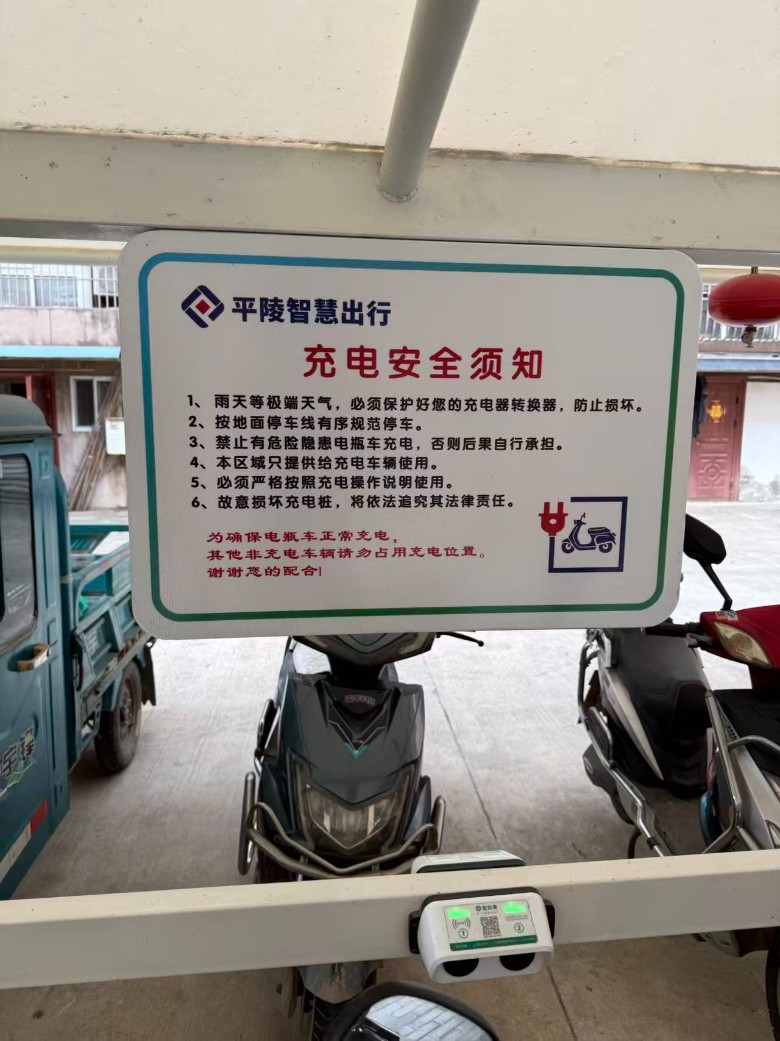 平陵智慧出行
充电安全须知
1、雨天等极端天气，必须保护好您的充电器转换器，防止损坏。
2、按地面停车线有序规范停车。
3、禁止有危险隐患电瓶车充电，否则后果自行承担。
4、本区域只提供给充电车辆使用。
5、必须严格按照充电操作说明使用。
6、故意损坏充电桩，将依法追究其法律责任。
为确保电瓶车正常充电，
其他非充电车辆请勿占用充电位置。
谢谢您的配合!
①
②